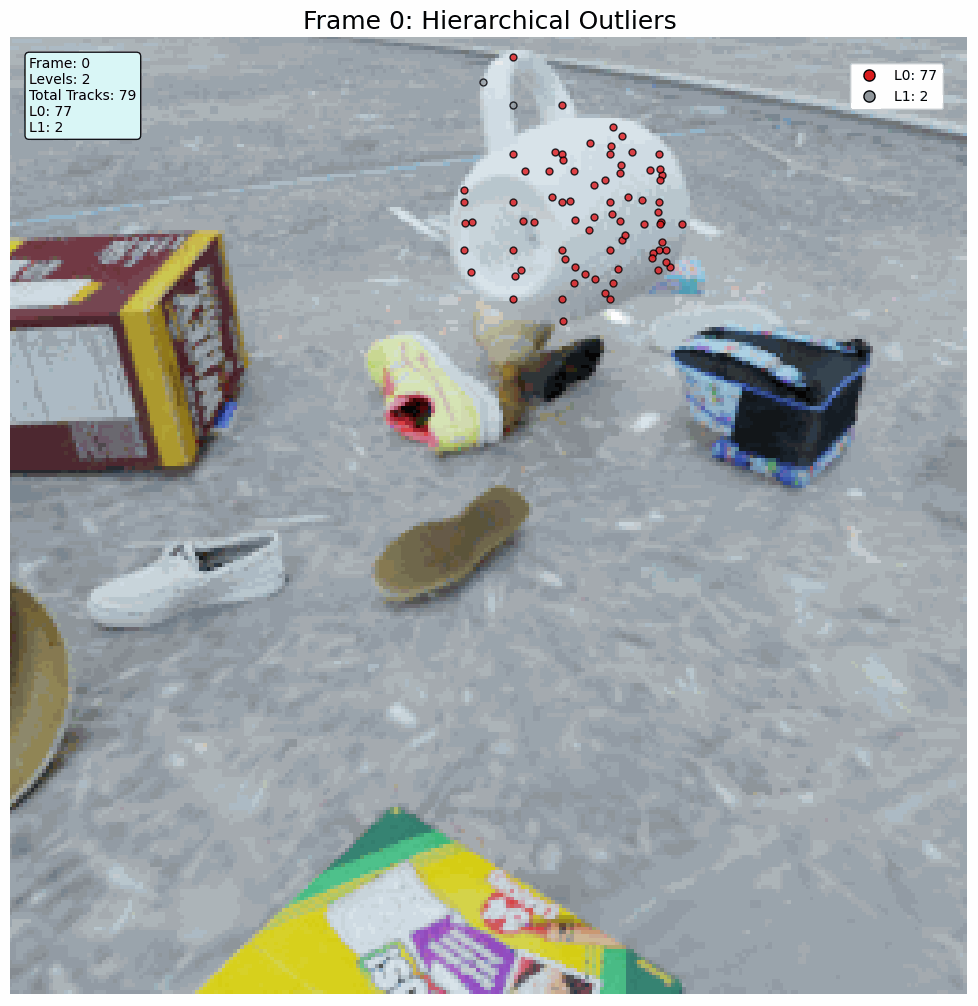 Frame 0: Hierarchical Outliers
Frame: 0
Levels: 2
Total Tracks: 79
L0: 77
L1: 2
L0: 77
L1: 2